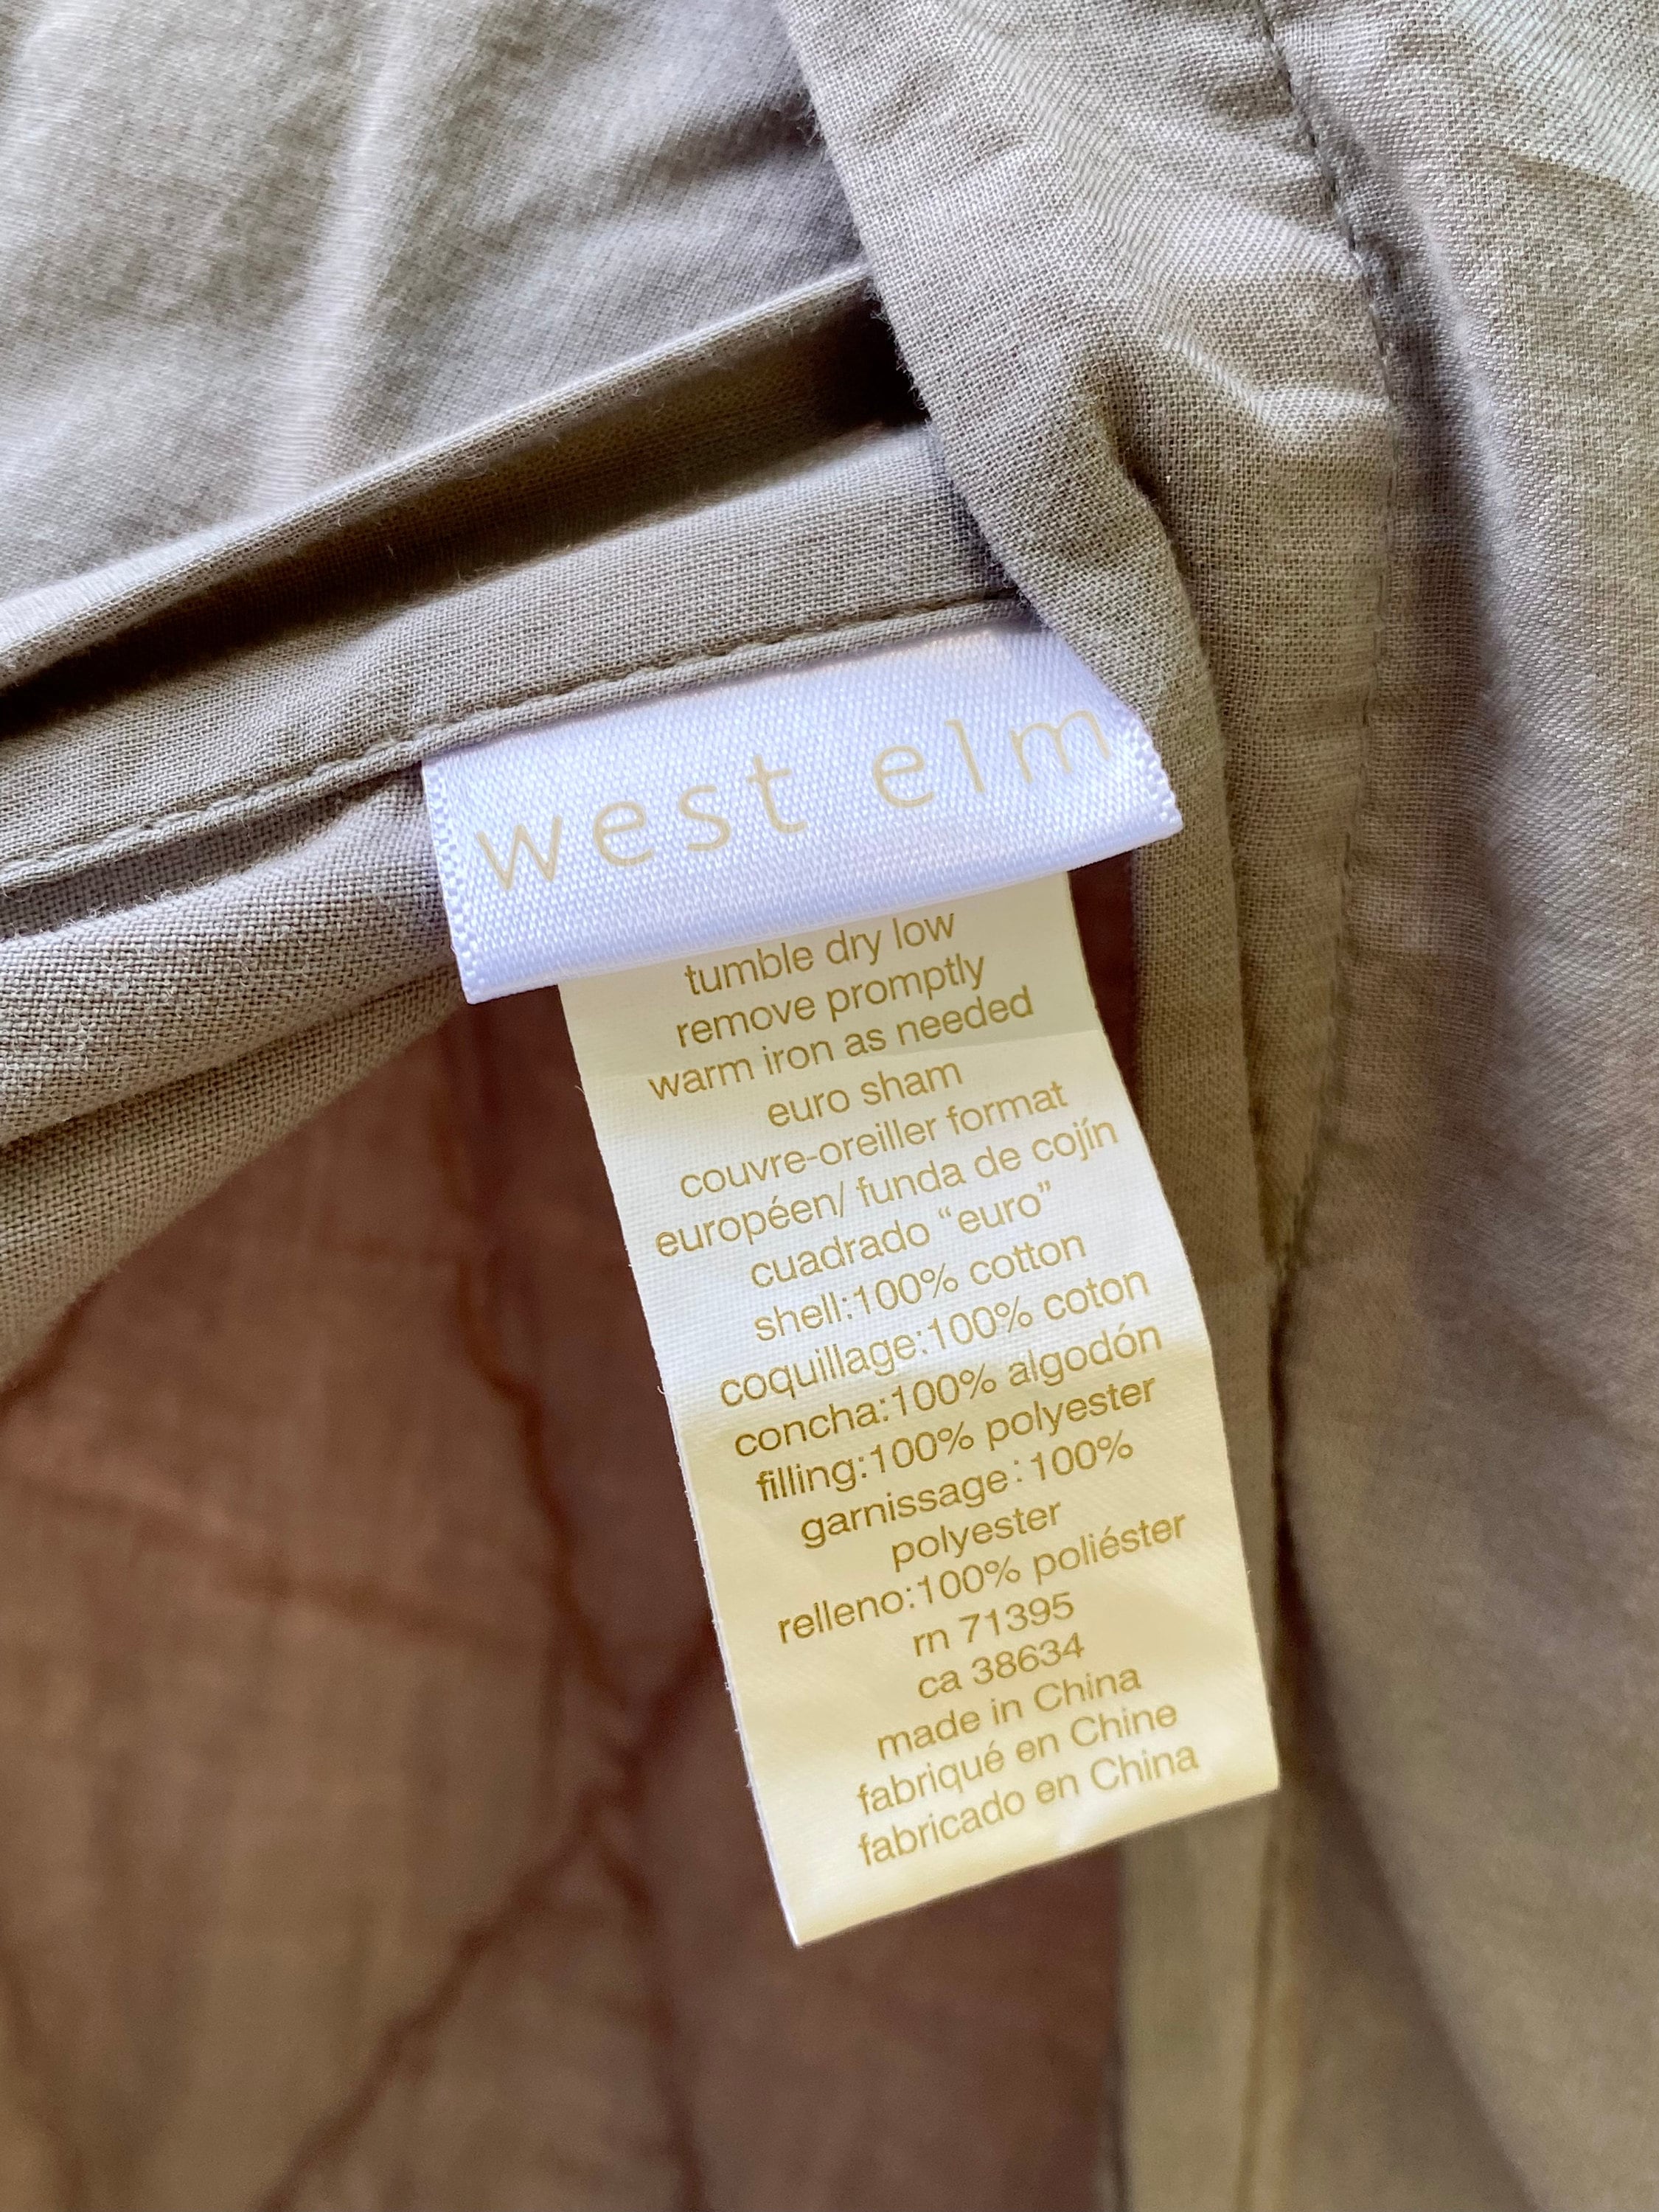 west elm
tumble dry low
remove promptly
warm iron as needed
euro sham
couvre-oreiller format
européen/ funda de cojín
cuadrado “euro”
shell:100% cotton
coquillage:100% coton
concha:100% algodón
filling:100% polyester
garnissage:100%
polyester
relleno:100% poliéster
rn 71395
ca 38634
made in China
fabriqué en Chine
fabricado en China